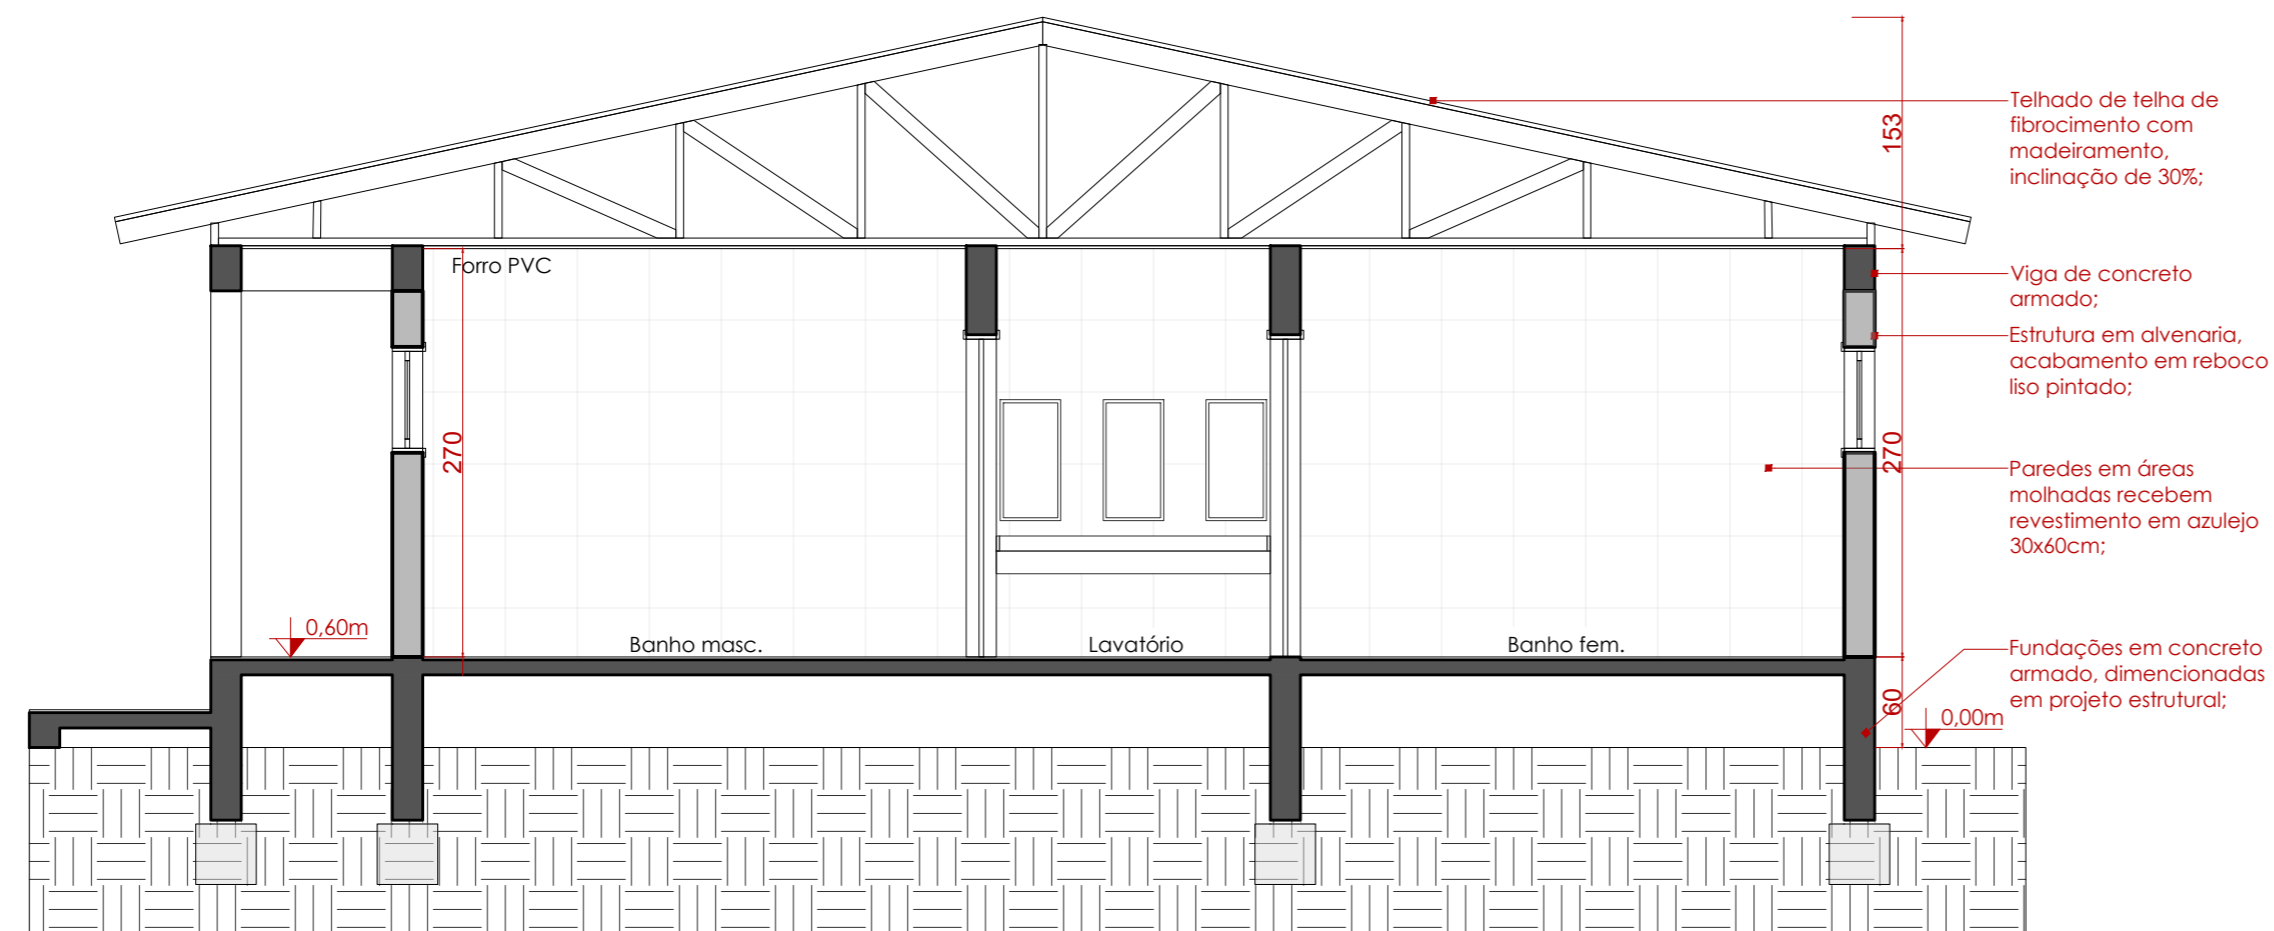 153
Telhado de telha de
fibrocimento com
madeiramento,
inclinação de 30%;
Forro PVC
Viga de concreto
armado;
Estrutura em alvenaria,
acabamento em reboco
liso pintado;
270
270
Paredes em áreas
molhadas recebem
revestimento em azulejo
30x60cm;
0,60m
Banho masc.
Lavatório
Banho fem.
Fundações em concreto
armado, dimencionadas
em projeto estrutural;
60
0,00m